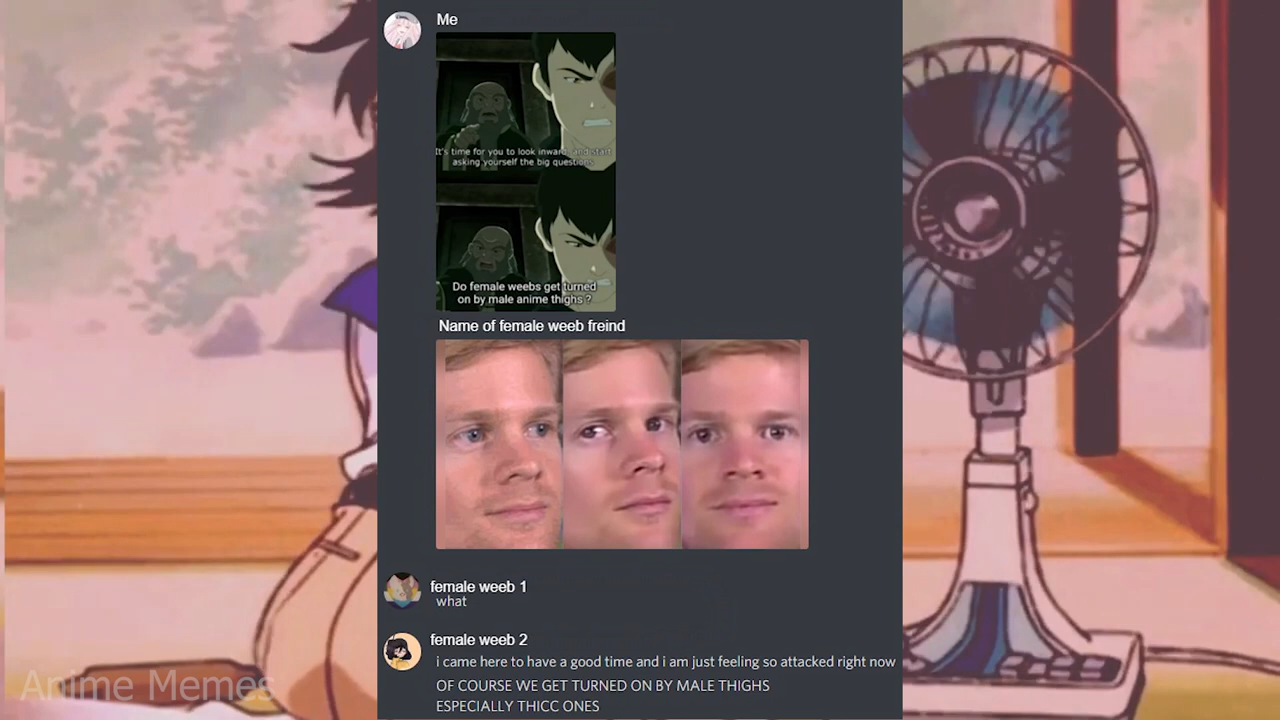 Me
It's time for you to look inward and start
asking yourself the big questions
Do female weebs get turned
on by male anime thighs ?
Name of female weeb freind
female weeb 1
what
female weeb 2
i came here to have a good time and i am just feeling so attacked right now
OF COURSE WE GET TURNED ON BY MALE THIGHS
ESPECIALLY THICC ONES
Anime Memes